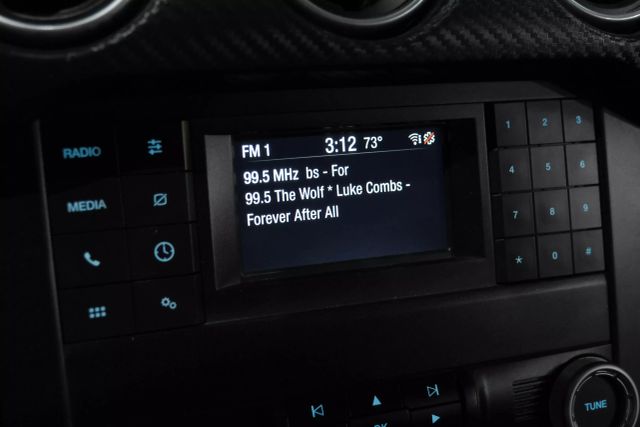 FM 1 3:12 73°
99.5 MHz bs - For
99.5 The Wolf * Luke Combs -
Forever After All
RADIO
MEDIA
1 2 3
4 5 6
7 8 9
* 0 #
TUNE